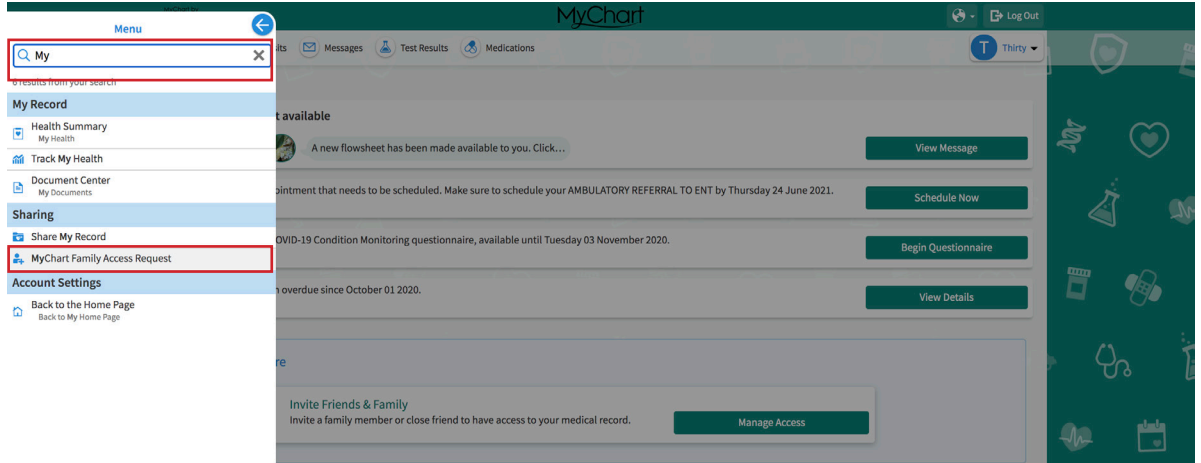 MyChart by
MyChart
Log Out
Menu
My
its Messages Test Results Medications
T Thirty
6 results from your search
My Record
Health Summary
My Health
Track My Health
Document Center
My Documents
Sharing
Share My Record
MyChart Family Access Request
Account Settings
Back to the Home Page
Back to My Home Page
t available
A new flowsheet has been made available to you. Click...
View Message
ointment that needs to be scheduled. Make sure to schedule your AMBULATORY REFERRAL TO ENT by Thursday 24 June 2021.
Schedule Now
OVID-19 Condition Monitoring questionnaire, available until Tuesday 03 November 2020.
Begin Questionnaire
n overdue since October 01 2020.
View Details
re
Invite Friends & Family
Invite a family member or close friend to have access to your medical record.
Manage Access